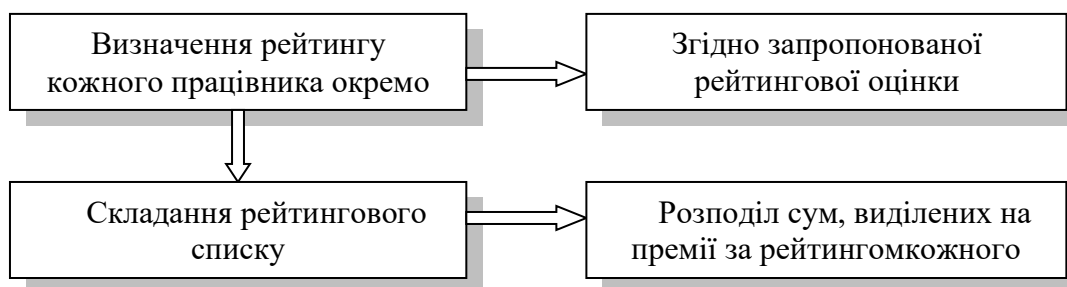 Визначення рейтингу
кожного працівника окремо
Згідно запропонованої
рейтингової оцінки
Складання рейтингового
списку
Розподіл сум, виділених на
премії за рейтингомкожного